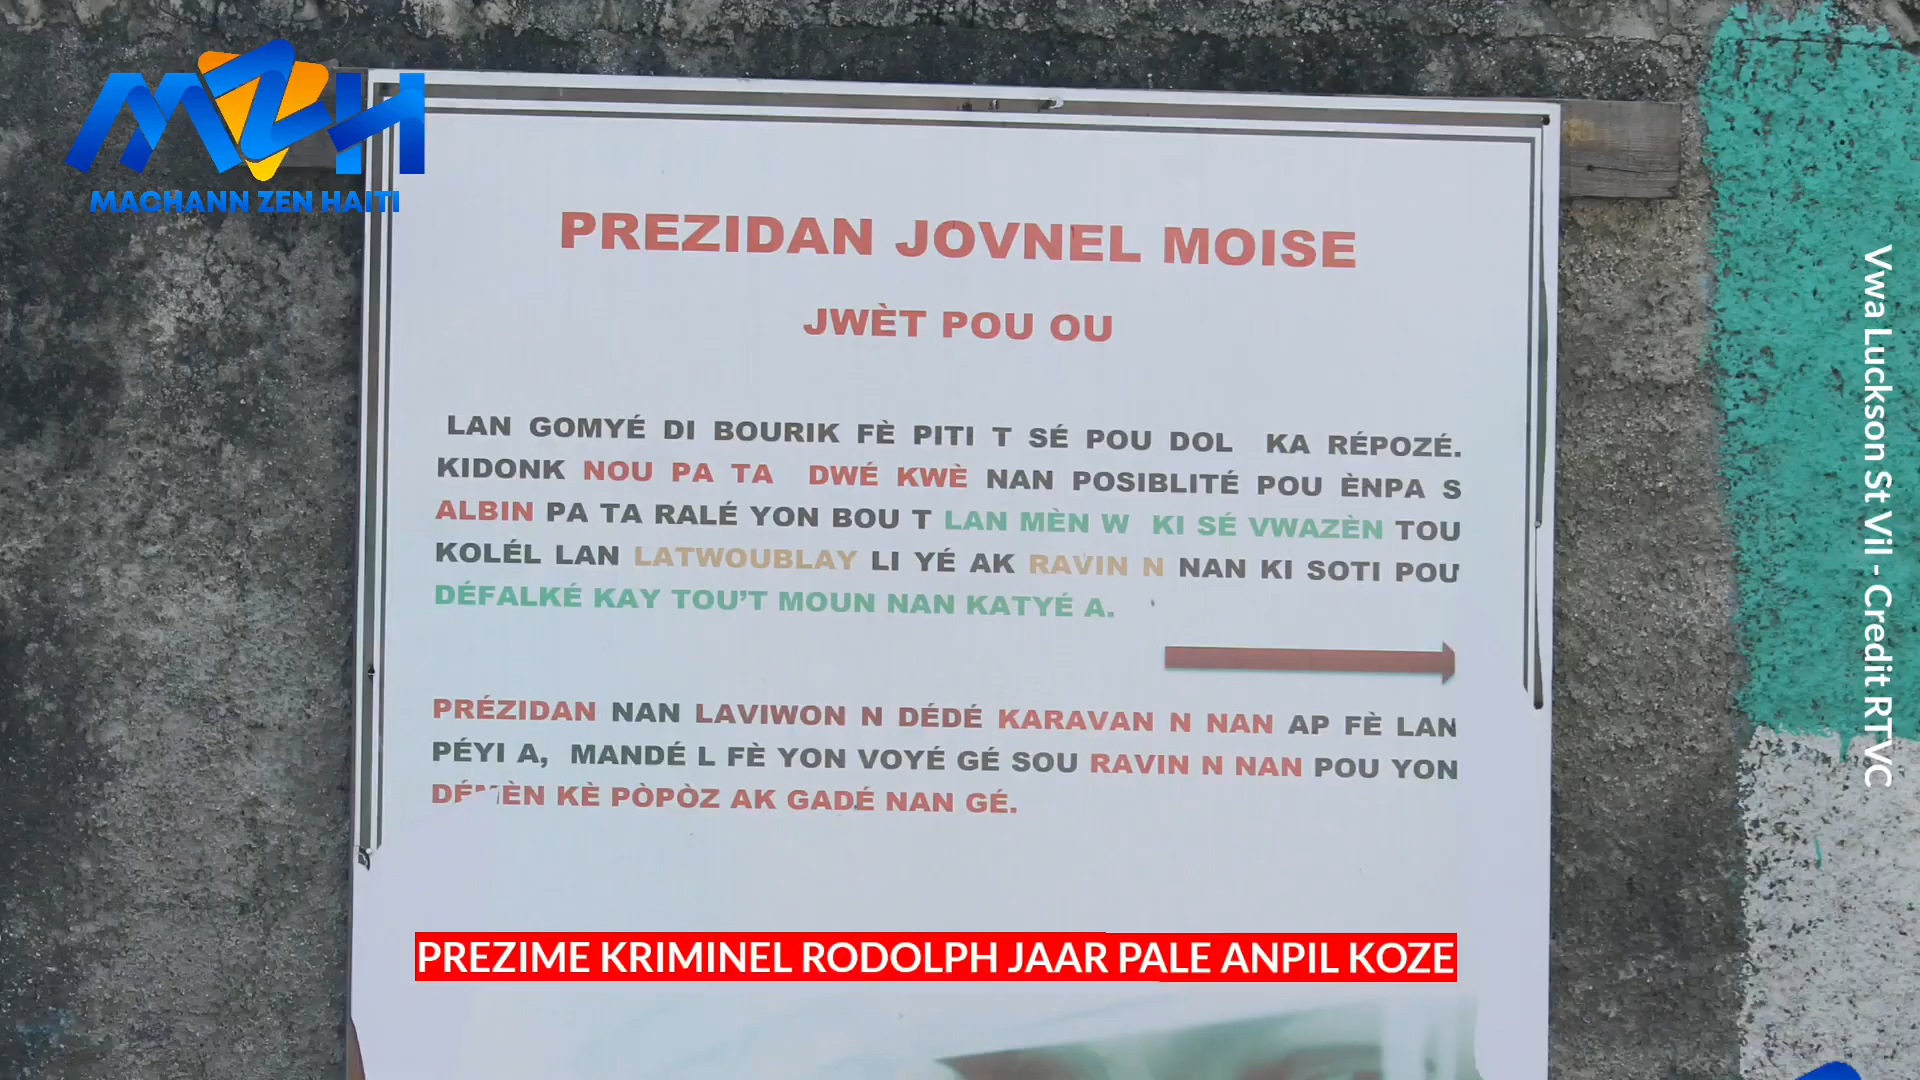 MZH
MACHANN ZEN HAITI
PREZIDAN JOVNEL MOISE
JWÈT POU OU
LAN GOMYÉ DI BOURIK FÈ PITI T SÉ POU DOL KA RÉPOZÉ.
KIDONK NOU PA TA DWÉ KWÈ NAN POSIBLITÉ POU ÈNPA S
ALBIN PA TA RALÉ YON BOU T LAN MÈN W KI SÉ VWAZÈN TOU
KOLÉL LAN LATWOUBLAY LI YÉ AK RAVIN N NAN KI SOTI POU
DÉFALKÉ KAY TOU'T MOUN NAN KATYÉ A.
PRÉZIDAN NAN LAVIWON N DÉDÉ KARAVAN N NAN AP FÈ LAN
PÉYI A, MANDÉ L FÈ YON VOYÉ GÉ SOU RAVIN N NAN POU YON
KÈ PÒPÒZ AK GADÉ NAN GÉ.
PREZIME KRIMINEL RODOLPH JAAR PALE ANPIL KOZE
Vwa Luckson St Vil - Credit RTVC